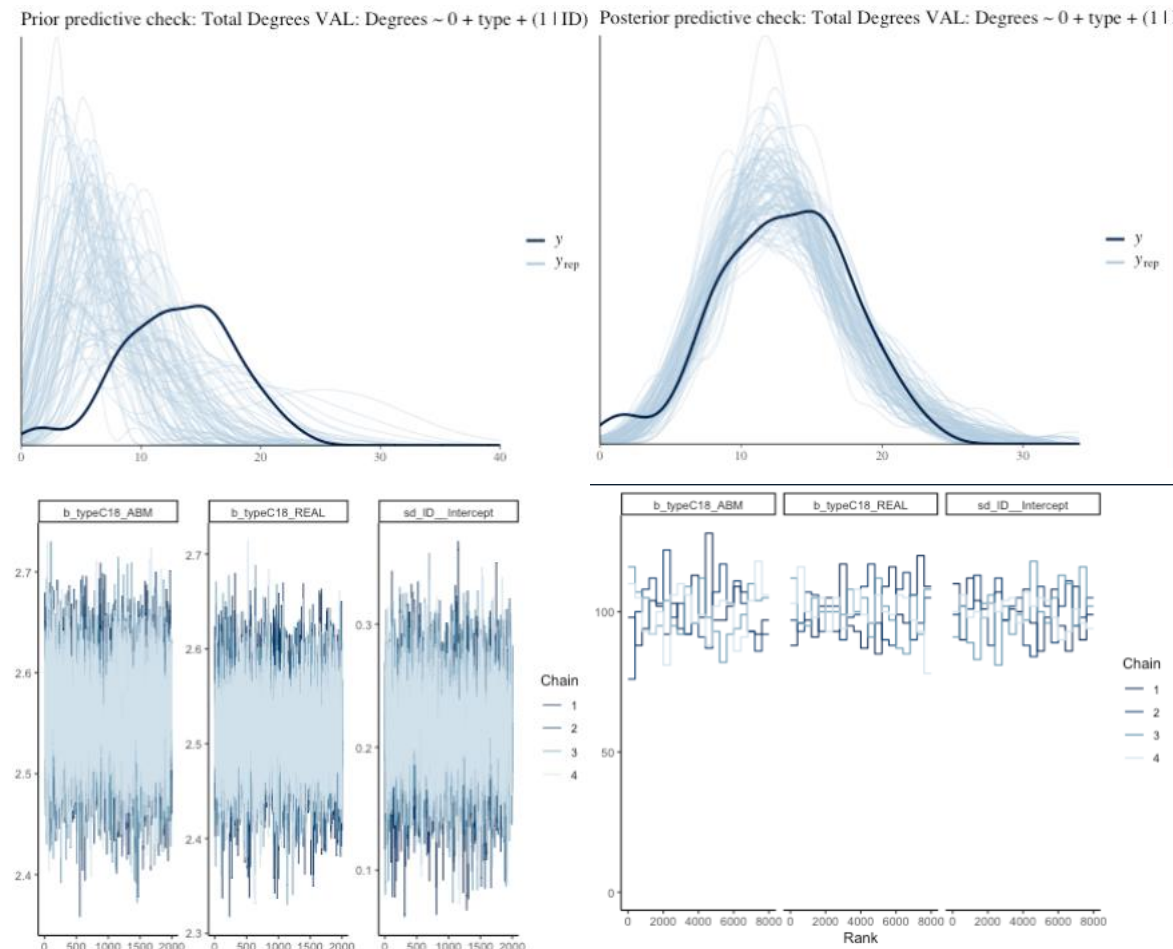 Prior predictive check: Total Degrees VAL: Degrees ~ 0 + type + (1 | ID)
Posterior predictive check: Total Degrees VAL: Degrees ~ 0 + type + (1 |
y
y rep
0 10 20 30 40
y
y rep
0 10 20 30
b_typeC18_ABM
b_typeC18_REAL
sd_ID__Intercept
2.7
2.6
2.5
2.4
2.7
2.6
2.5
2.4
2.3
0.3
0.2
0.1
0 500 1000 1500 2000
0 500 1000 1500 2000
0 500 1000 1500 2000
Chain
1
2
3
4
b_typeC18_ABM
b_typeC18_REAL
sd_ID__Intercept
100
50
0
0 2000 4000 6000 8000
0 2000 4000 6000 8000
0 2000 4000 6000 8000
Rank
Chain
1
2
3
4